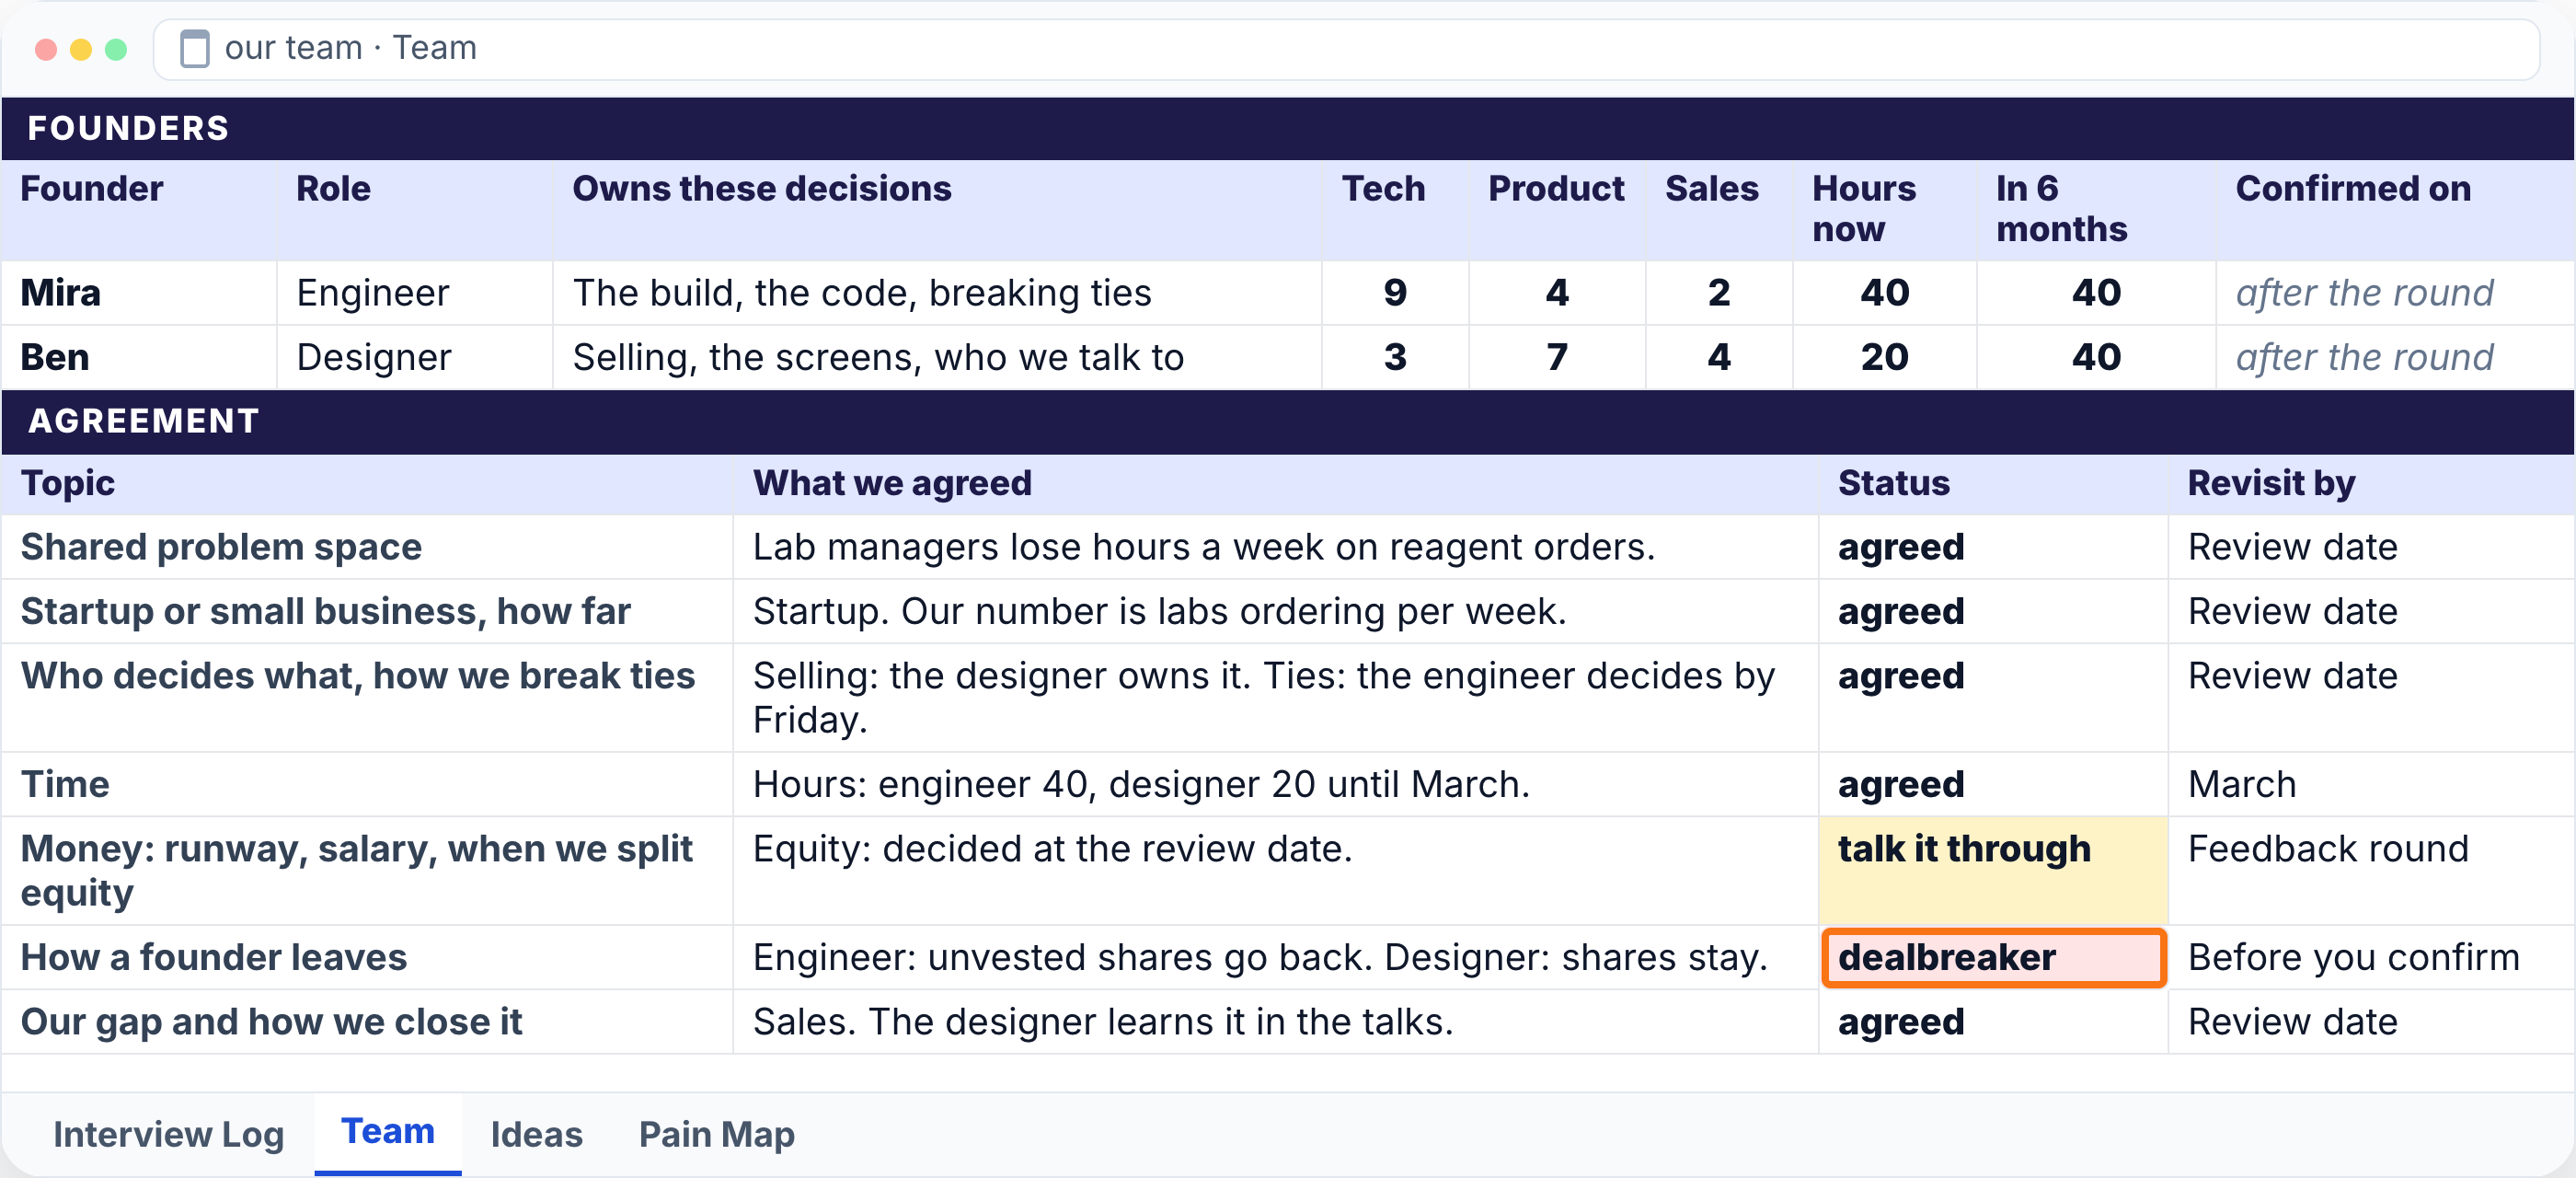 our team · Team
FOUNDERS
Founder Role Owns these decisions Tech Product Sales Hours now In 6 months Confirmed on
Mira Engineer The build, the code, breaking ties 9 4 2 40 40 after the round
Ben Designer Selling, the screens, who we talk to 3 7 4 20 40 after the round
AGREEMENT
Topic What we agreed Status Revisit by
Shared problem space Lab managers lose hours a week on reagent orders. agreed Review date
Startup or small business, how far Startup. Our number is labs ordering per week. agreed Review date
Who decides what, how we break ties Selling: the designer owns it. Ties: the engineer decides by Friday. agreed Review date
Time Hours: engineer 40, designer 20 until March. agreed March
Money: runway, salary, when we split equity Equity: decided at the review date. talk it through Feedback round
How a founder leaves Engineer: unvested shares go back. Designer: shares stay. dealbreaker Before you confirm
Our gap and how we close it Sales. The designer learns it in the talks. agreed Review date
Interview Log Team Ideas Pain Map